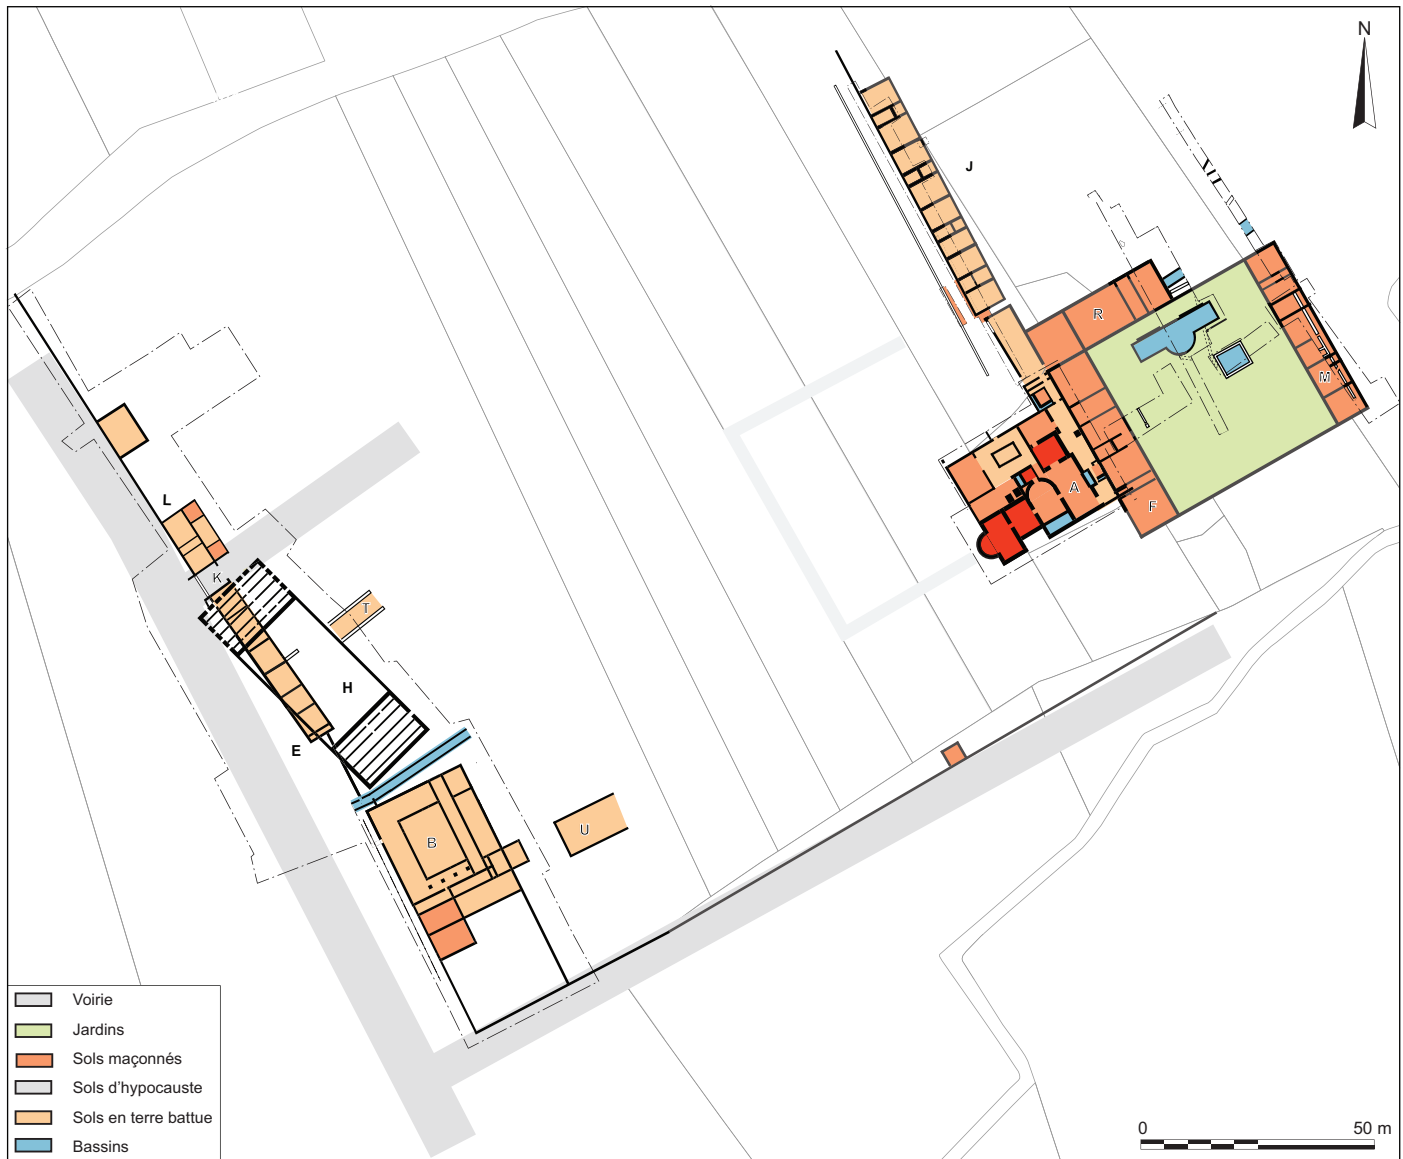 N
J
R
M
A
F
L
K
T
H
E
B
U
Voirie
Jardins
Sols maçonnés
Sols d'hypocauste
Sols en terre battue
Bassins
0 50 m